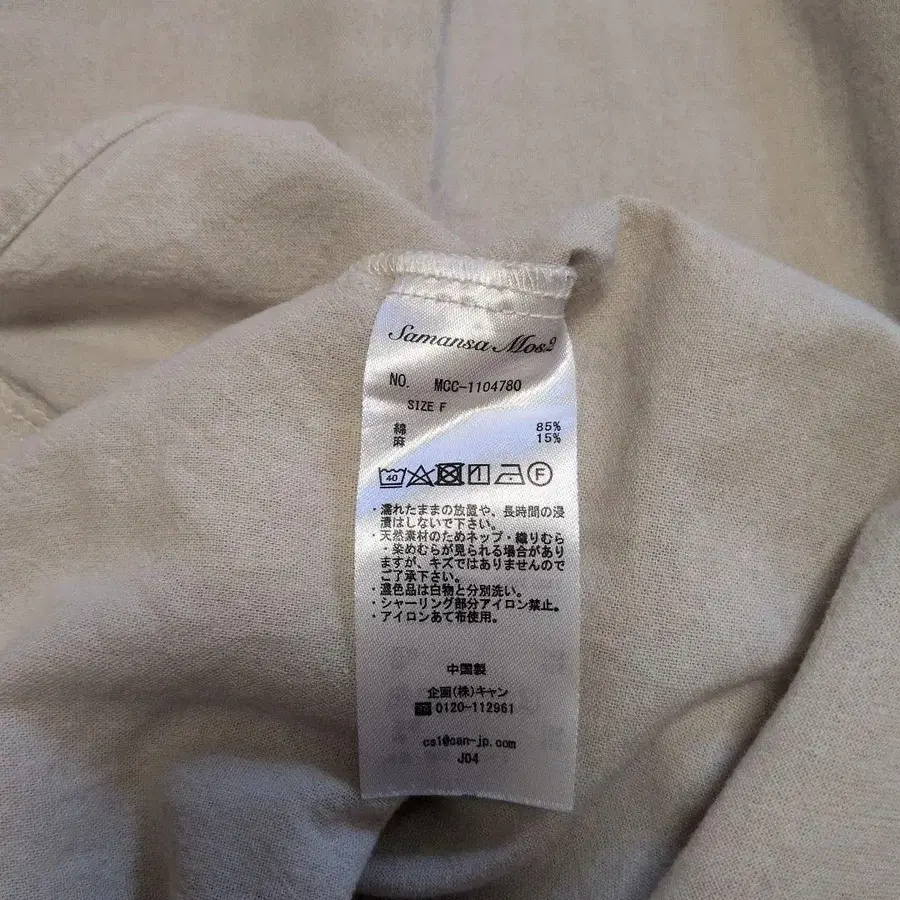 Samansa Mos2
NO. MCC-1104780
SIZE F
綿 85%
麻 15%
40 F
・濡れたままの放置や、長時間の浸
漬はしないで下さい。
・天然素材のためネップ・織りむら
・染めむらが見られる場合があり
ますが、キズではありませんので
ご了承下さい。
・濃色品は白物と分別洗い。
・シャーリング部分アイロン禁止。
・アイロンあて布使用。
中国製
企画(株)キャン
0120-112961
cs1@can-jp.com
J04